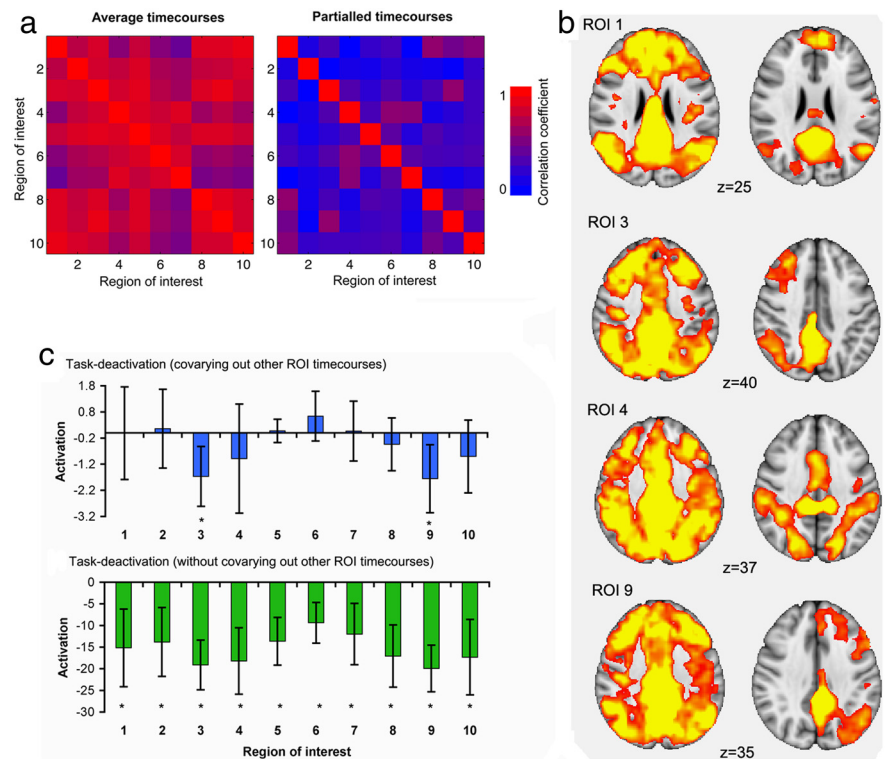 a
Average timecourses
Partialled timecourses
Region of interest
2
4
6
8
10
2 4 6 8 10
Region of interest
2 4 6 8 10
Region of interest
1
0
Correlation coefficient
b
ROI 1
z=25
ROI 3
z=40
ROI 4
z=37
ROI 9
z=35
c
Task-deactivation (covarying out other ROI timecourses)
Activation
1.8
0.8
-0.2
-1.2
-2.2
-3.2
* *
1 2 3 4 5 6 7 8 9 10
Task-deactivation (without covarying out other ROI timecourses)
Activation
0
-5
-10
-15
-20
-25
-30
* * * * * * * * * *
1 2 3 4 5 6 7 8 9 10
Region of interest